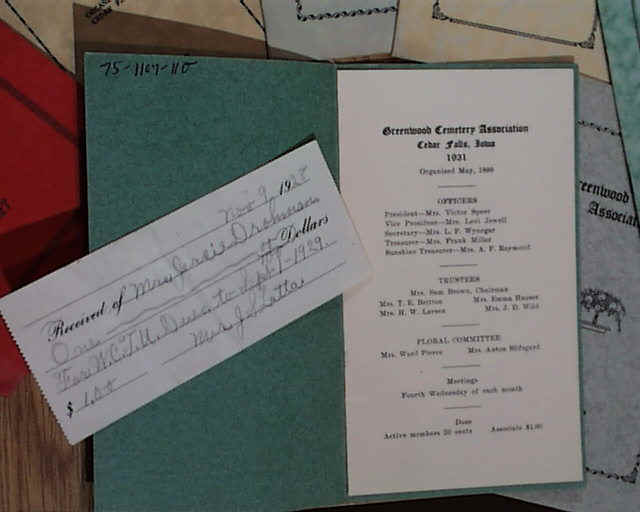 75-1107-110
Nov 9, 1928
Received of Mrs. Jessie
One Dollars
For W.C.T.U. Dues to Sept-1-1929.
Mrs. J.
$ 1.00
Greenwood Cemetery Association
Cedar Falls, Iowa
1931
Organized May,
OFFICERS
President—Mrs. Victor Speer
Vice President—Mrs. Levi Jewell
Secretary—Mrs. L. F. Wynegar
Treasurer—Mrs. Frank Miller
Sunshine Treasurer—Mrs. A. F. Raymond
TRUSTEES
Mrs. Sam Brown, Chairman
Mrs. T. E. Britton Mrs. Emma Hauser
Mrs. H. W. Larsen Mrs. J. D. Wild
FLORAL COMMITTEE
Mrs. Ward Pierce Mrs. Anton Hildegard
Meetings
Fourth Wednesday of each month
Dues
Active members 50 cents Associate $1.00
reenwood
Associa